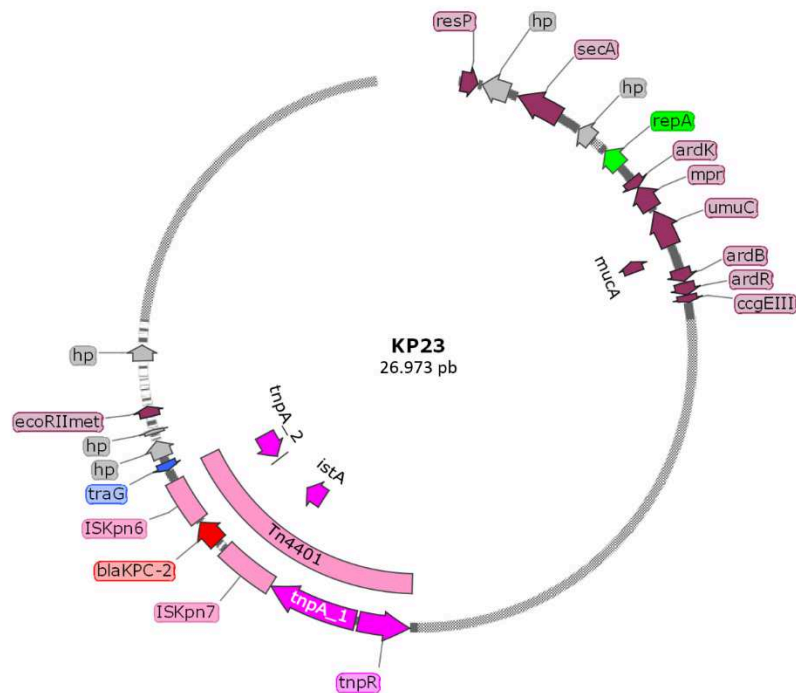 resP
hp
secA
hp
repA
ardK
mpr
umuC
ardB
ardR
ccgEIII
mucA
KP23
26.973 pb
hp
ecoRIImet
hp
hp
traG
ISKpn6
blaKPC-2
ISKpn7
tnpA_2
istA
Tn4401
tnpA_1
tnpR